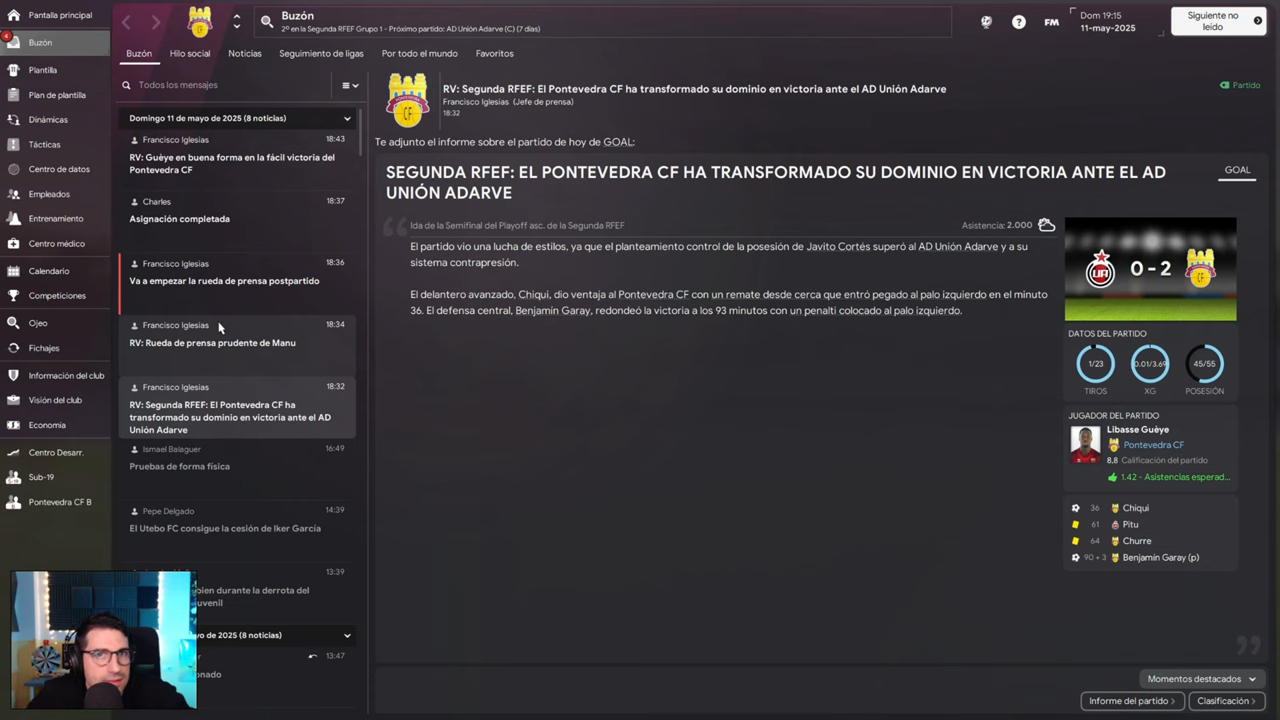 Pantalla principal
4
Buzón
Plantilla
Plan de plantilla
Dinámicas
Tácticas
Centro de datos
Empleados
Entrenamiento
Centro médico
Calendario
Competiciones
Ojeo
Fichajes
Información del club
Visión del club
Economía
Centro Desarr.
Sub-19
Pontevedra CF B
Buzón
2º en la Segunda RFEF Grupo 1 - Próximo partido: AD Unión Adarve (C) (7 días)
?
FM
Dom 19:15
11-may-2025
Siguiente no
leído
Buzón
Hilo social
Noticias
Seguimiento de ligas
Por todo el mundo
Favoritos
Todos los mensajes
Domingo 11 de mayo de 2025 (8 noticias)
Francisco Iglesias
18:43
RV: Guèye en buena forma en la fácil victoria del
Pontevedra CF
Charles
18:37
Asignación completada
Francisco Iglesias
18:36
Va a empezar la rueda de prensa postpartido
Francisco Iglesias
18:34
RV: Rueda de prensa prudente de Manu
Francisco Iglesias
18:32
RV: Segunda RFEF: El Pontevedra CF ha
transformado su dominio en victoria ante el AD
Unión Adarve
Ismael Balaguer
16:49
Pruebas de forma física
Pepe Delgado
14:39
El Utebo FC consigue la cesión de Iker García
13:39
bien durante la derrota del
uvenil
yo de 2025 (8 noticias)
13:47
onado
RV: Segunda RFEF: El Pontevedra CF ha transformado su dominio en victoria ante el AD Unión Adarve
Francisco Iglesias (Jefe de prensa)
18:32
Partido
Te adjunto el informe sobre el partido de hoy de GOAL:
SEGUNDA RFEF: EL PONTEVEDRA CF HA TRANSFORMADO SU DOMINIO EN VICTORIA ANTE EL AD
UNIÓN ADARVE
GOAL
Ida de la Semifinal del Playoff asc. de la Segunda RFEF
Asistencia: 2.000
El partido vio una lucha de estilos, ya que el planteamiento control de la posesión de Javito Cortés superó al AD Unión Adarve y a su
sistema contrapresión.
El delantero avanzado, Chiqui, dio ventaja al Pontevedra CF con un remate desde cerca que entró pegado al palo izquierdo en el minuto
36. El defensa central, Benjamín Garay, redondeó la victoria a los 93 minutos con un penalti colocado al palo izquierdo.
0 - 2
DATOS DEL PARTIDO
1/23
0.01/3.69
45/55
TIROS
XG
POSESIÓN
JUGADOR DEL PARTIDO
Libasse Guèye
Pontevedra CF
8.8 Calificación del partido
1.42 - Asistencias esperad...
36 Chiqui
61 Pitu
64 Churre
90 + 3 Benjamín Garay (p)
Momentos destacados
Informe del partido
Clasificación